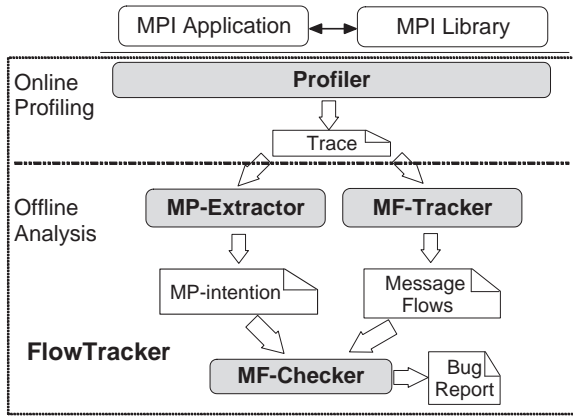 MPI Application
MPI Library
Online
Profiling
Profiler
Trace
Offline
Analysis
MP-Extractor
MF-Tracker
MP-intention
Message
Flows
FlowTracker
MF-Checker
Bug
Report